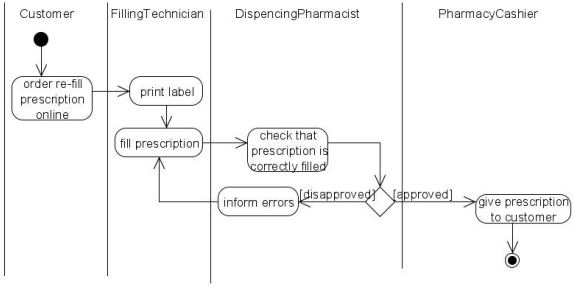 Customer
FillingTechnician
DispencingPharmacist
PharmacyCashier
order re-fill
prescription
online
print label
fill prescription
check that
prescription is
correctly filled
inform errors
[disapproved]
[approved]
give prescription
to customer